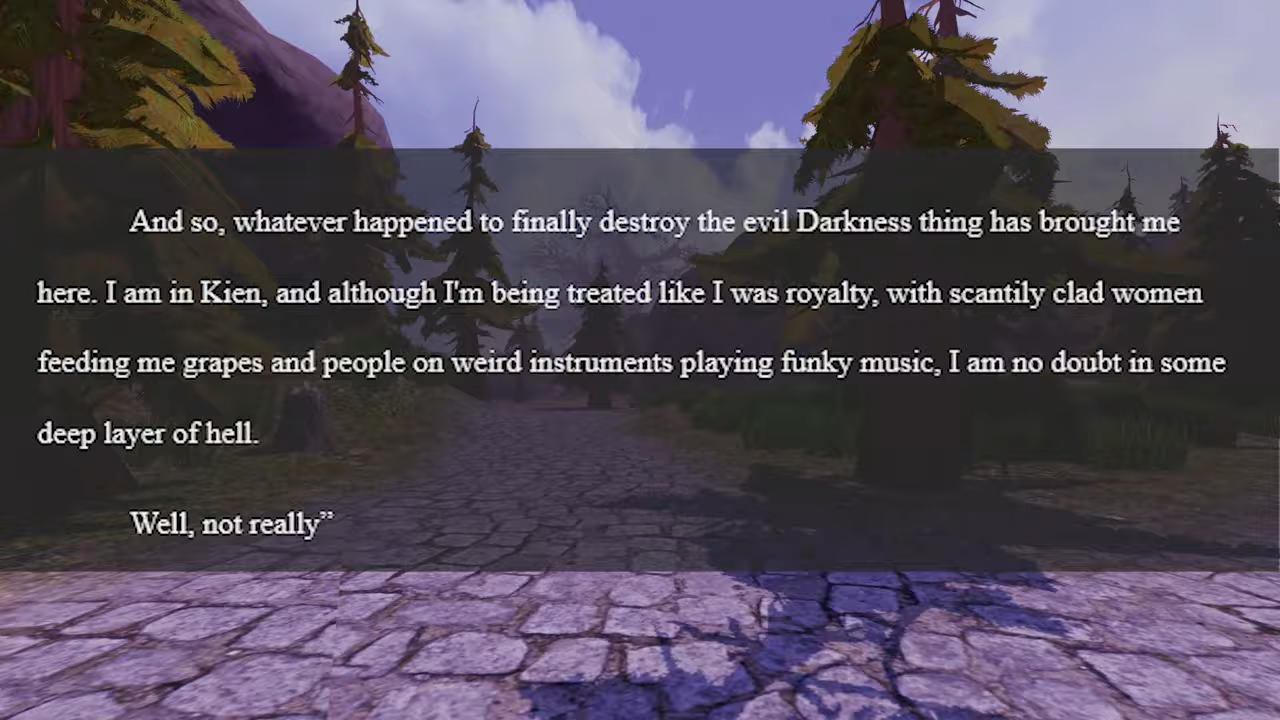 And so, whatever happened to finally destroy the evil Darkness thing has brought me
here. I am in Kien, and although I'm being treated like I was royalty, with scantily clad women
feeding me grapes and people on weird instruments playing funky music, I am no doubt in some
deep layer of hell.
Well, not really”